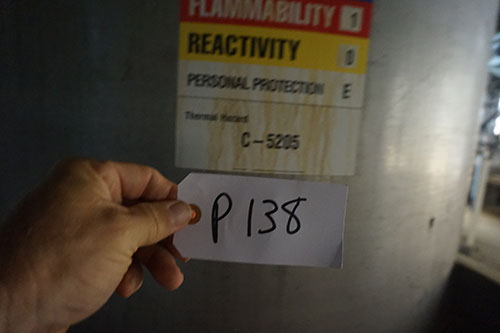 FLAMMABILITY 1
REACTIVITY 0
PERSONAL PROTECTION E
Thermal Hazard
C-5205
P 138